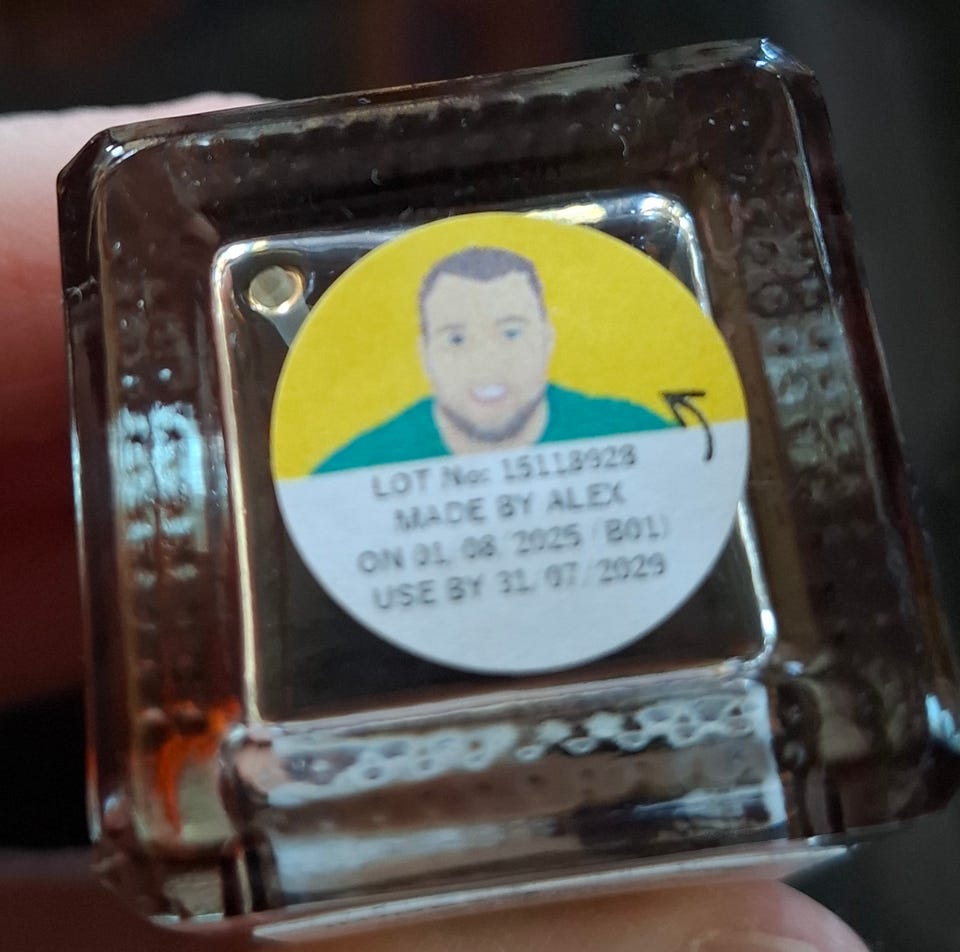 LOT No: 15118928
MADE BY ALEX
ON 01/08/2025 (B01)
USE BY 31/07/2029